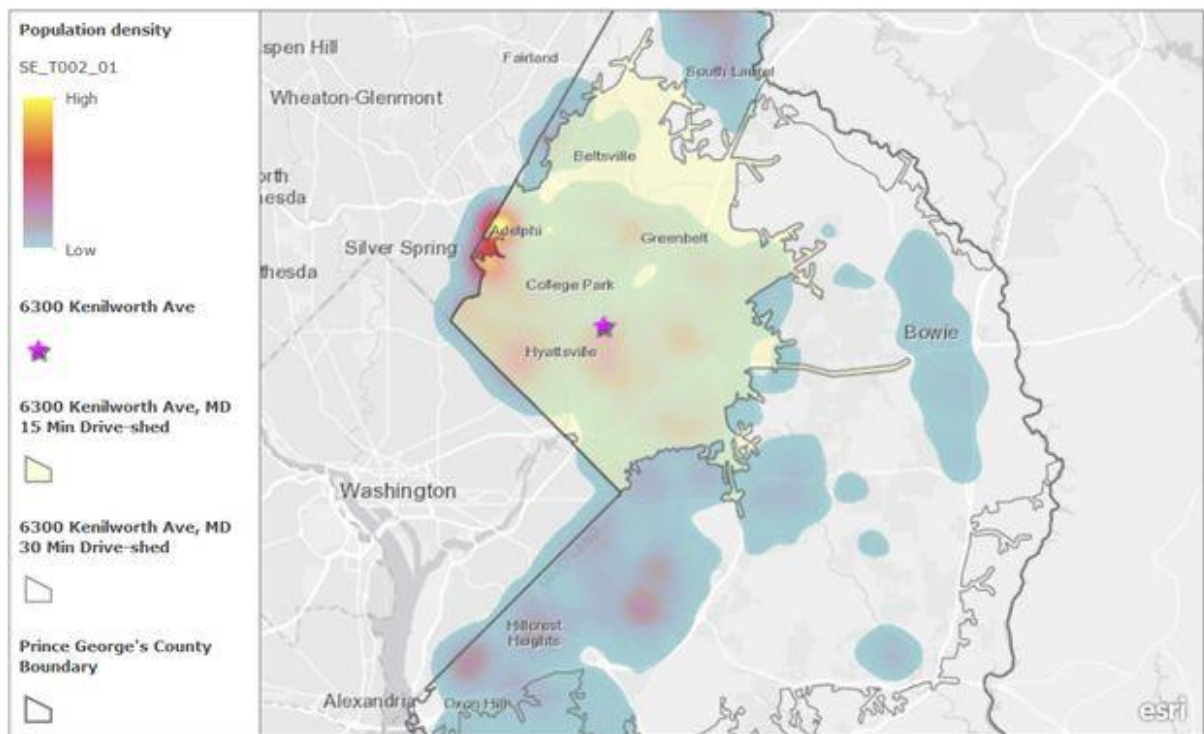 Population density
SE_T002_01
High
Low
6300 Kenilworth Ave
6300 Kenilworth Ave, MD
15 Min Drive-shed
6300 Kenilworth Ave, MD
30 Min Drive-shed
Prince George's County
Boundary
spen Hill
Fairland
South Laurel
Wheaton-Glenmont
Beltsville
orth
hesda
Adelphi
Greenbelt
Silver Spring
thesda
College Park
Bowie
Hyattsville
Washington
Hillcrest
Heights
Alexandria
Oxon Hill
esri